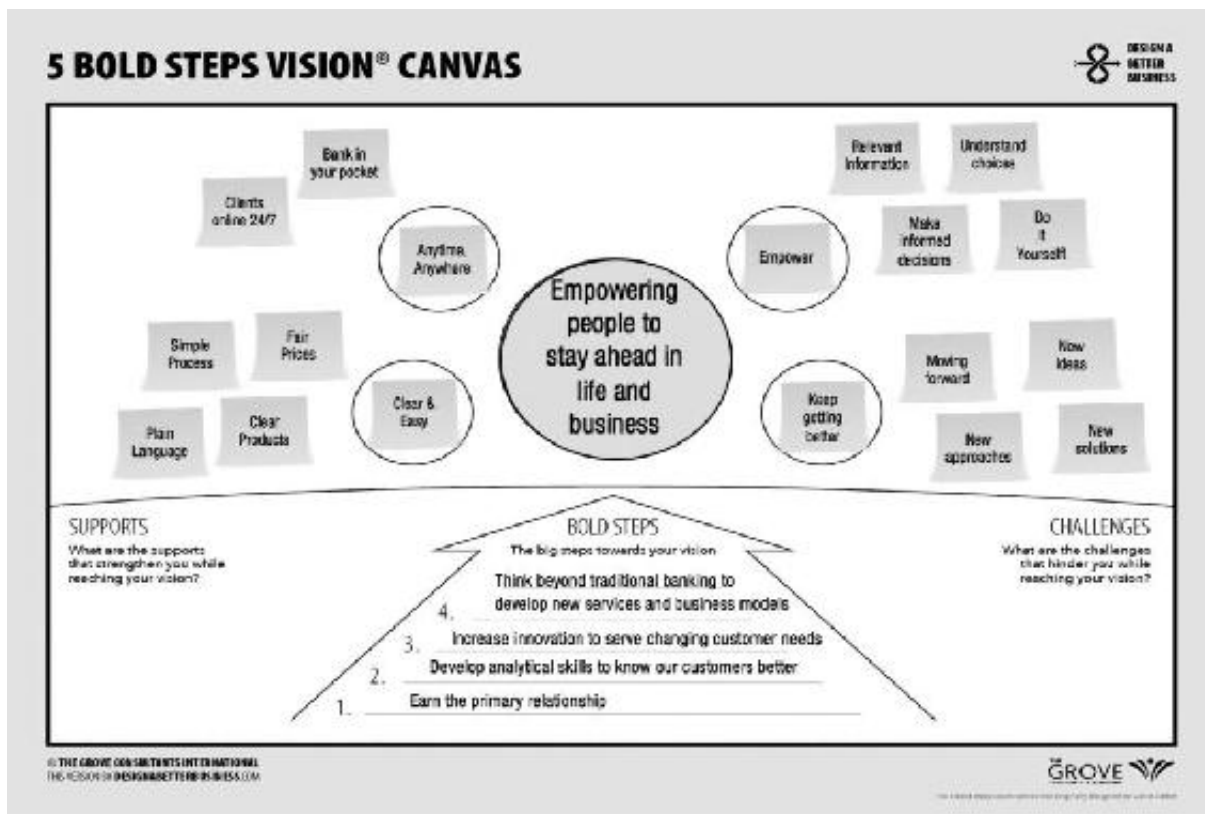 5 BOLD STEPS VISION® CANVAS
DESIGN A
BETTER
BUSINESS
Bank in
your pocket
Clients
online 24/7
Anytime,
Anywhere
Simple
Process
Fair
Prices
Plain
Language
Clear
Products
Clear &
Easy
Empowering
people to
stay ahead in
life and
business
Relevant
Information
Understand
choices
Empower
Make
informed
decisions
Do
it
Yourself!
Keep
getting
better
Moving
forward
New
Ideas
New
approaches
New
solutions
SUPPORTS
What are the supports
that strengthen you while
reaching your vision?
BOLD STEPS
The big steps towards your vision
Think beyond traditional banking to
4. develop new services and business models
3. Increase innovation to serve changing customer needs
2. Develop analytical skills to know our customers better
1. Earn the primary relationship
CHALLENGES
What are the challenges
that hinder you while
reaching your vision?
© THE GROVE CONSULTANTS INTERNATIONAL
THIS VERSION BY DESIGNABETTERBUSINESS.COM
THE
GROVE